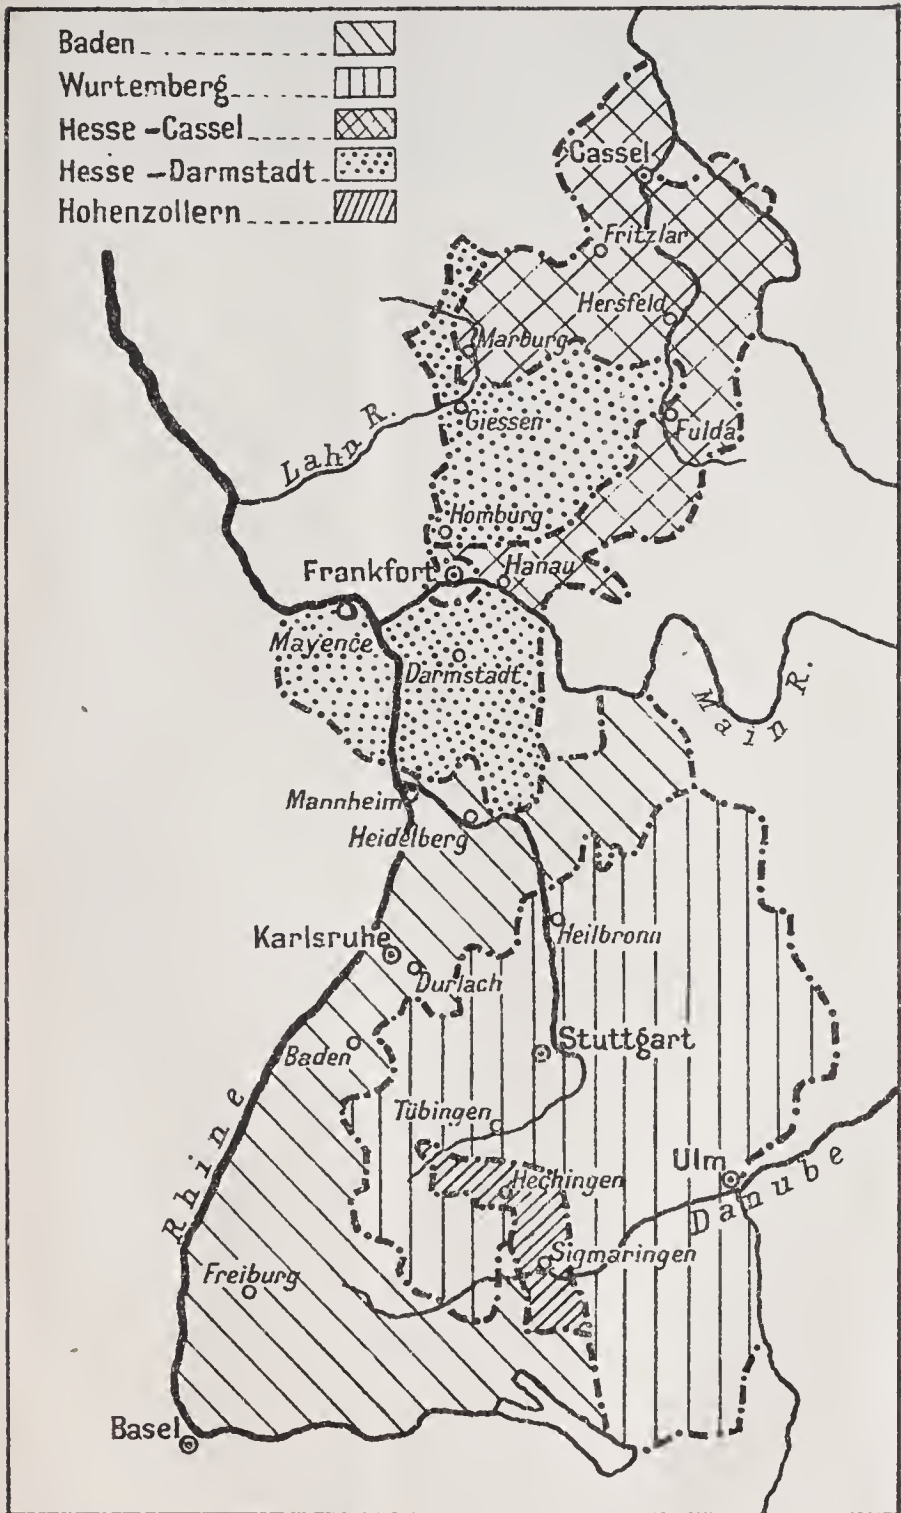 Baden
Wurtemberg
Hesse-Cassel
Hesse-Darmstadt
Hohenzollern
Cassel
Fritzlar
Hersfeld
Marburg
Giessen
Fulda
Lahn R.
Homburg
Frankfort
Hanau
Mayence
Darmstadt
Main R.
Mannheim
Heidelberg
Karlsruhe
Heilbronn
Durlach
Baden
Stuttgart
Tübingen
Rhine
Ulm
Hechingen
Danube
Sigmaringen
Freiburg
Basel